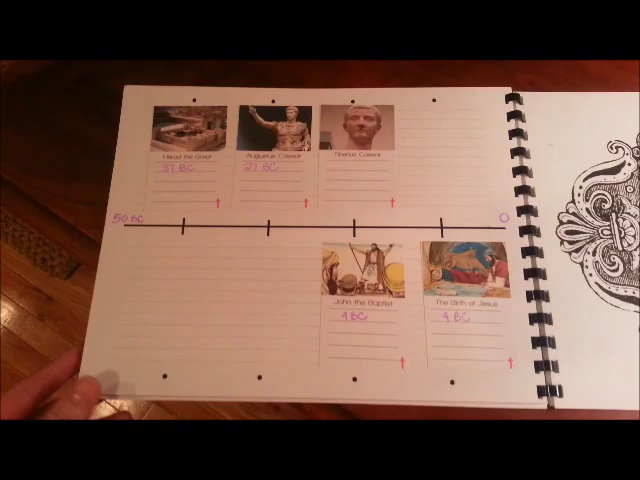 Herod the Great
37 BC
Augustus Caesar
27 BC
Tiberius Caesar
50 BC
0
John the Baptist
4 BC
The Birth of Jesus
4 BC